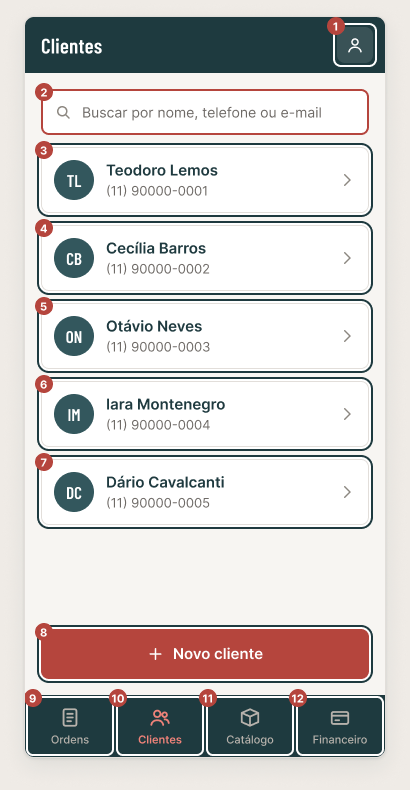 1
Clientes
2
Buscar por nome, telefone ou e-mail
3
TL
Teodoro Lemos
(11) 90000-0001
4
CB
Cecília Barros
(11) 90000-0002
5
ON
Otávio Neves
(11) 90000-0003
6
IM
Iara Montenegro
(11) 90000-0004
7
DC
Dário Cavalcanti
(11) 90000-0005
8
+ Novo cliente
9 10 11 12
Ordens Clientes Catálogo Financeiro